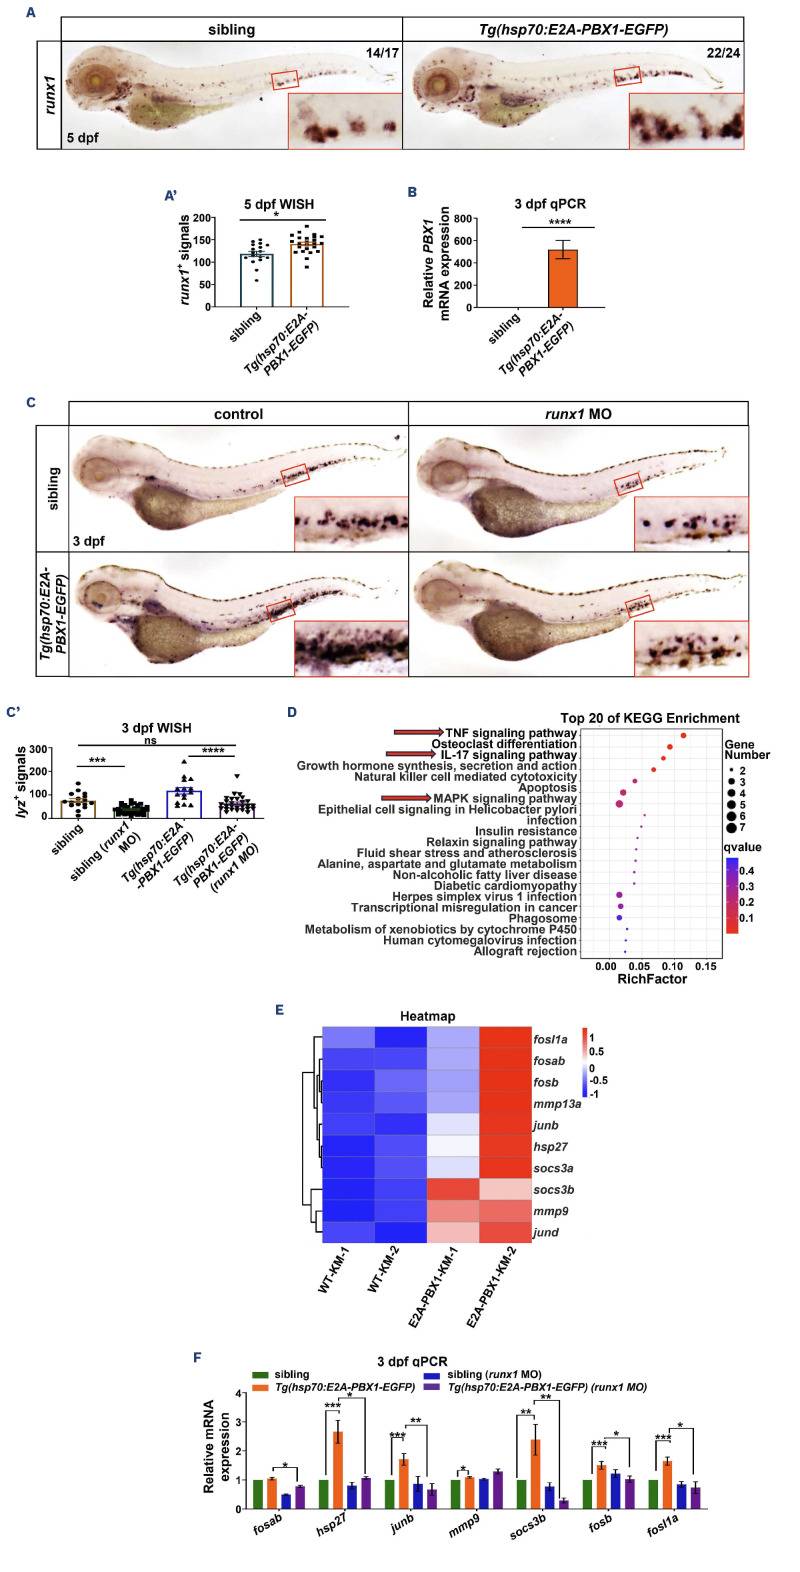 A
sibling
Tg(hsp70:E2A-PBX1-EGFP)
runx1
14/17
22/24
5 dpf
A'
5 dpf WISH
*
runx1+ signals
200
150
100
50
0
sibling
Tg(hsp70:E2A-
PBX1-EGFP)
B
3 dpf qPCR
****
Relative PBX1
mRNA expression
800
600
400
200
0
sibling
Tg(hsp70:E2A-
PBX1-EGFP)
C
control
runx1 MO
sibling
3 dpf
Tg(hsp70:E2A-
PBX1-EGFP)
C'
3 dpf WISH
ns
***
****
lyz+ signals
300
200
100
0
sibling
sibling (runx1
MO)
Tg(hsp70:E2A
-PBX1-EGFP)
Tg(hsp70:E2A-
PBX1-EGFP)
(runx1 MO)
D
Top 20 of KEGG Enrichment
TNF signaling pathway
Osteoclast differentiation
IL-17 signaling pathway
Growth hormone synthesis, secretion and action
Natural killer cell mediated cytotoxicity
Apoptosis
MAPK signaling pathway
Epithelial cell signaling in Helicobacter pylori
infection
Insulin resistance
Relaxin signaling pathway
Fluid shear stress and atherosclerosis
Alanine, aspartate and glutamate metabolism
Non-alcoholic fatty liver disease
Diabetic cardiomyopathy
Herpes simplex virus 1 infection
Transcriptional misregulation in cancer
Phagosome
Metabolism of xenobiotics by cytochrome P450
Human cytomegalovirus infection
Allograft rejection
0.00 0.05 0.10 0.15
RichFactor
Gene
Number
2
3
4
5
6
7
qvalue
0.4
0.3
0.2
0.1
E
Heatmap
fosl1a
fosab
fosb
mmp13a
junb
hsp27
socs3a
socs3b
mmp9
jund
1
0.5
0
-0.5
-1
WT-KM-1
WT-KM-2
E2A-PBX1-KM-1
E2A-PBX1-KM-2
F
3 dpf qPCR
sibling
sibling (runx1 MO)
Tg(hsp70:E2A-PBX1-EGFP)
Tg(hsp70:E2A-PBX1-EGFP) (runx1 MO)
Relative mRNA
expression
4
3
2
1
0
*
***
*
***
**
*
**
**
***
*
***
*
fosab
hsp27
junb
mmp9
socs3b
fosb
fosl1a